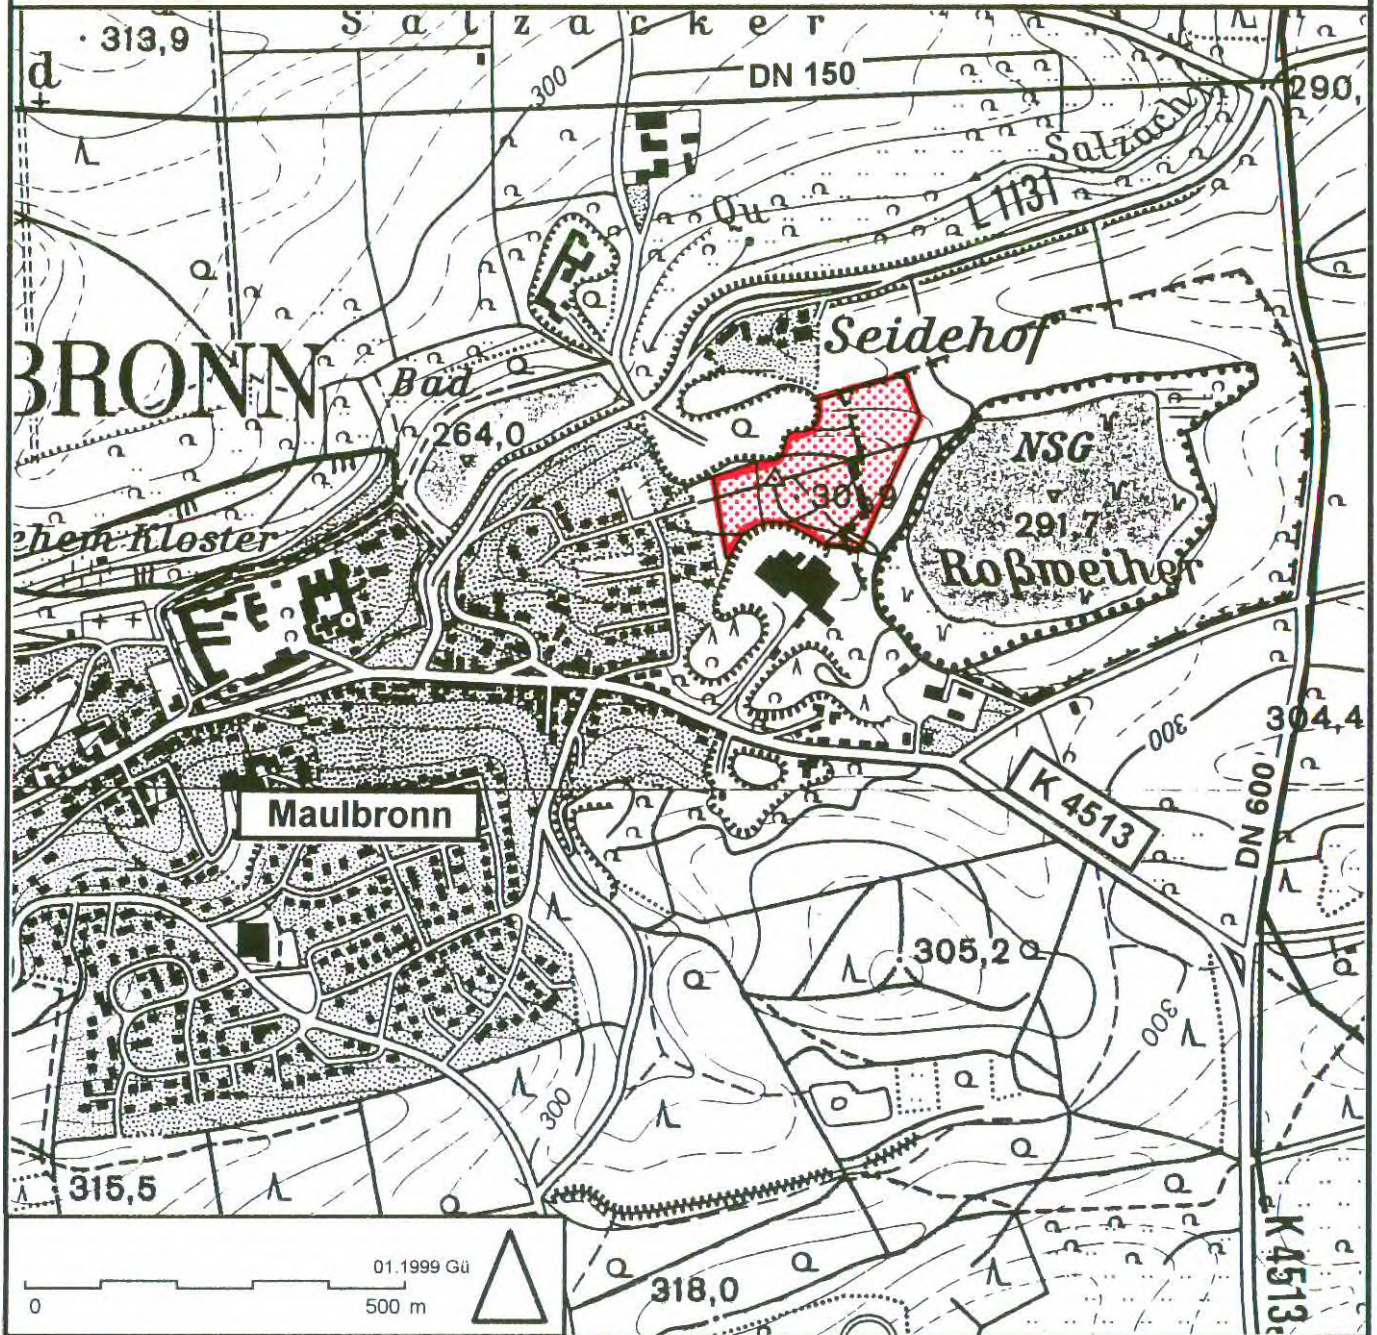 S a l z a c k e r
313,9
d
DN 150
300
290,
Salzach
Qu
L 1131
Seidehof
BRONN
Bad
264,0
NSG
291,7
Roßweiher
ehem Kloster
300
304,4
K 4513
DN 600
Maulbronn
305,2
300
300
315,5
318,0
K 4513
01.1999 Gü
0
500 m